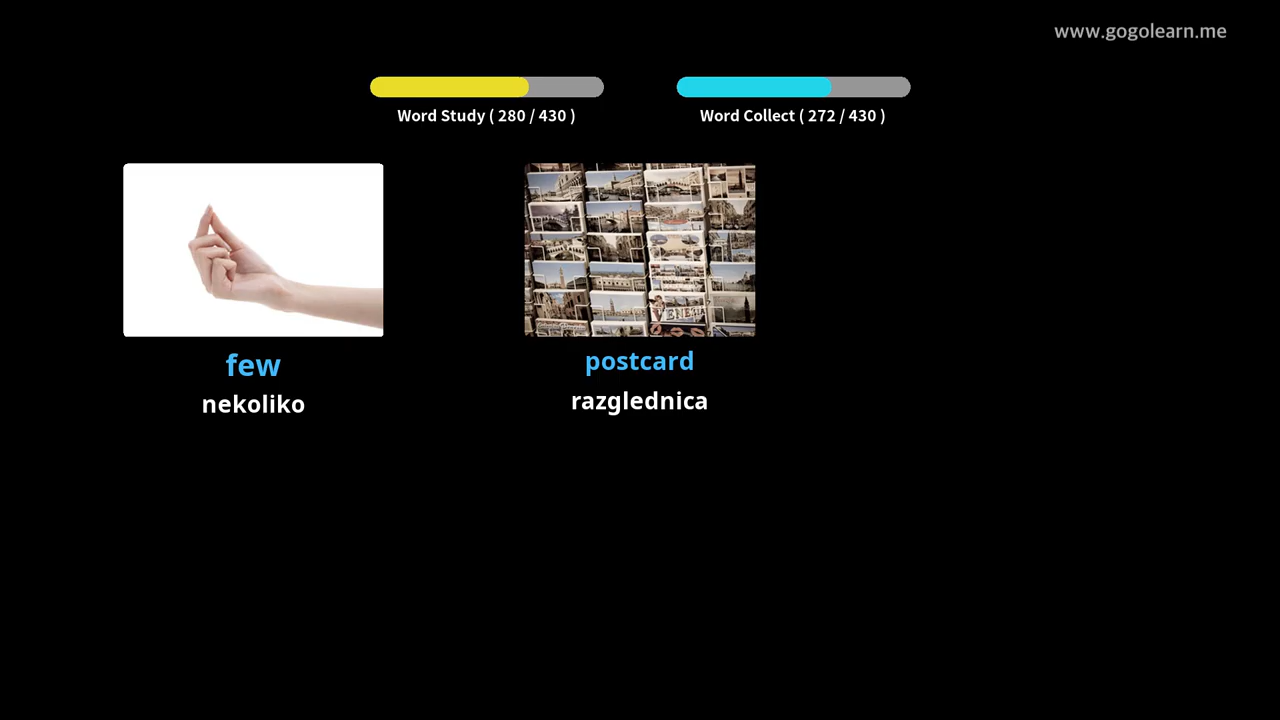 www.gogolearn.me
Word Study ( 280 / 430 )
Word Collect ( 272 / 430 )
few
nekoliko
postcard
razglednica